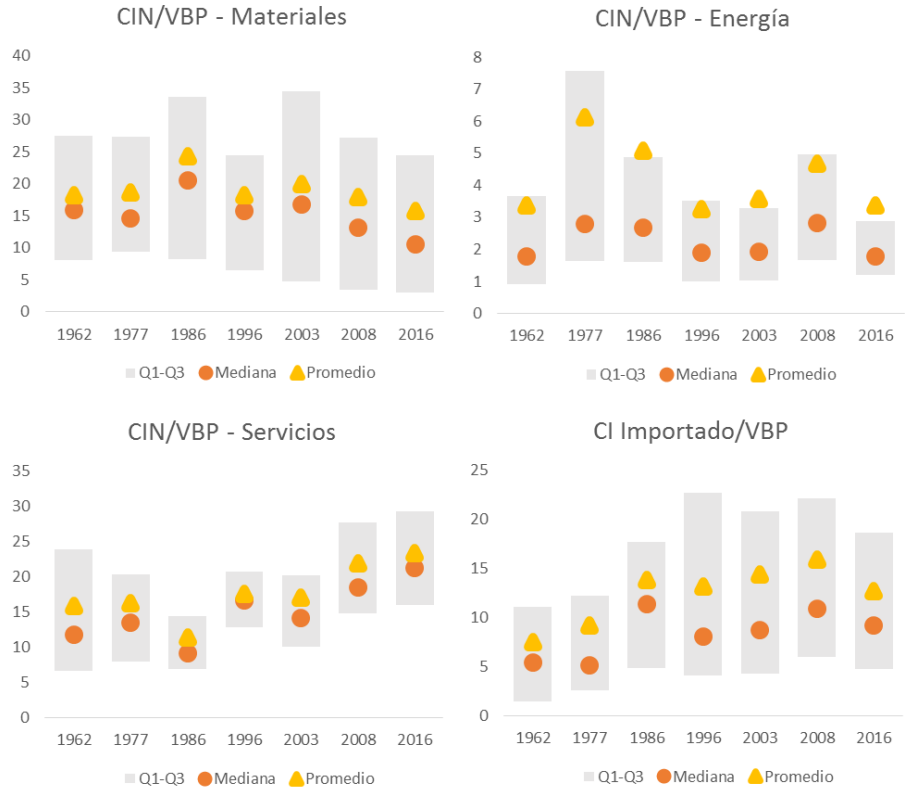 CIN/VBP - Materiales
40
35
30
25
20
15
10
5
0
1962 1977 1986 1996 2003 2008 2016
Q1-Q3 Mediana Promedio
CIN/VBP - Energía
8
7
6
5
4
3
2
1
0
1962 1977 1986 1996 2003 2008 2016
Q1-Q3 Mediana Promedio
CIN/VBP - Servicios
35
30
25
20
15
10
5
0
1962 1977 1986 1996 2003 2008 2016
Q1-Q3 Mediana Promedio
CI Importado/VBP
25
20
15
10
5
0
1962 1977 1986 1996 2003 2008 2016
Q1-Q3 Mediana Promedio